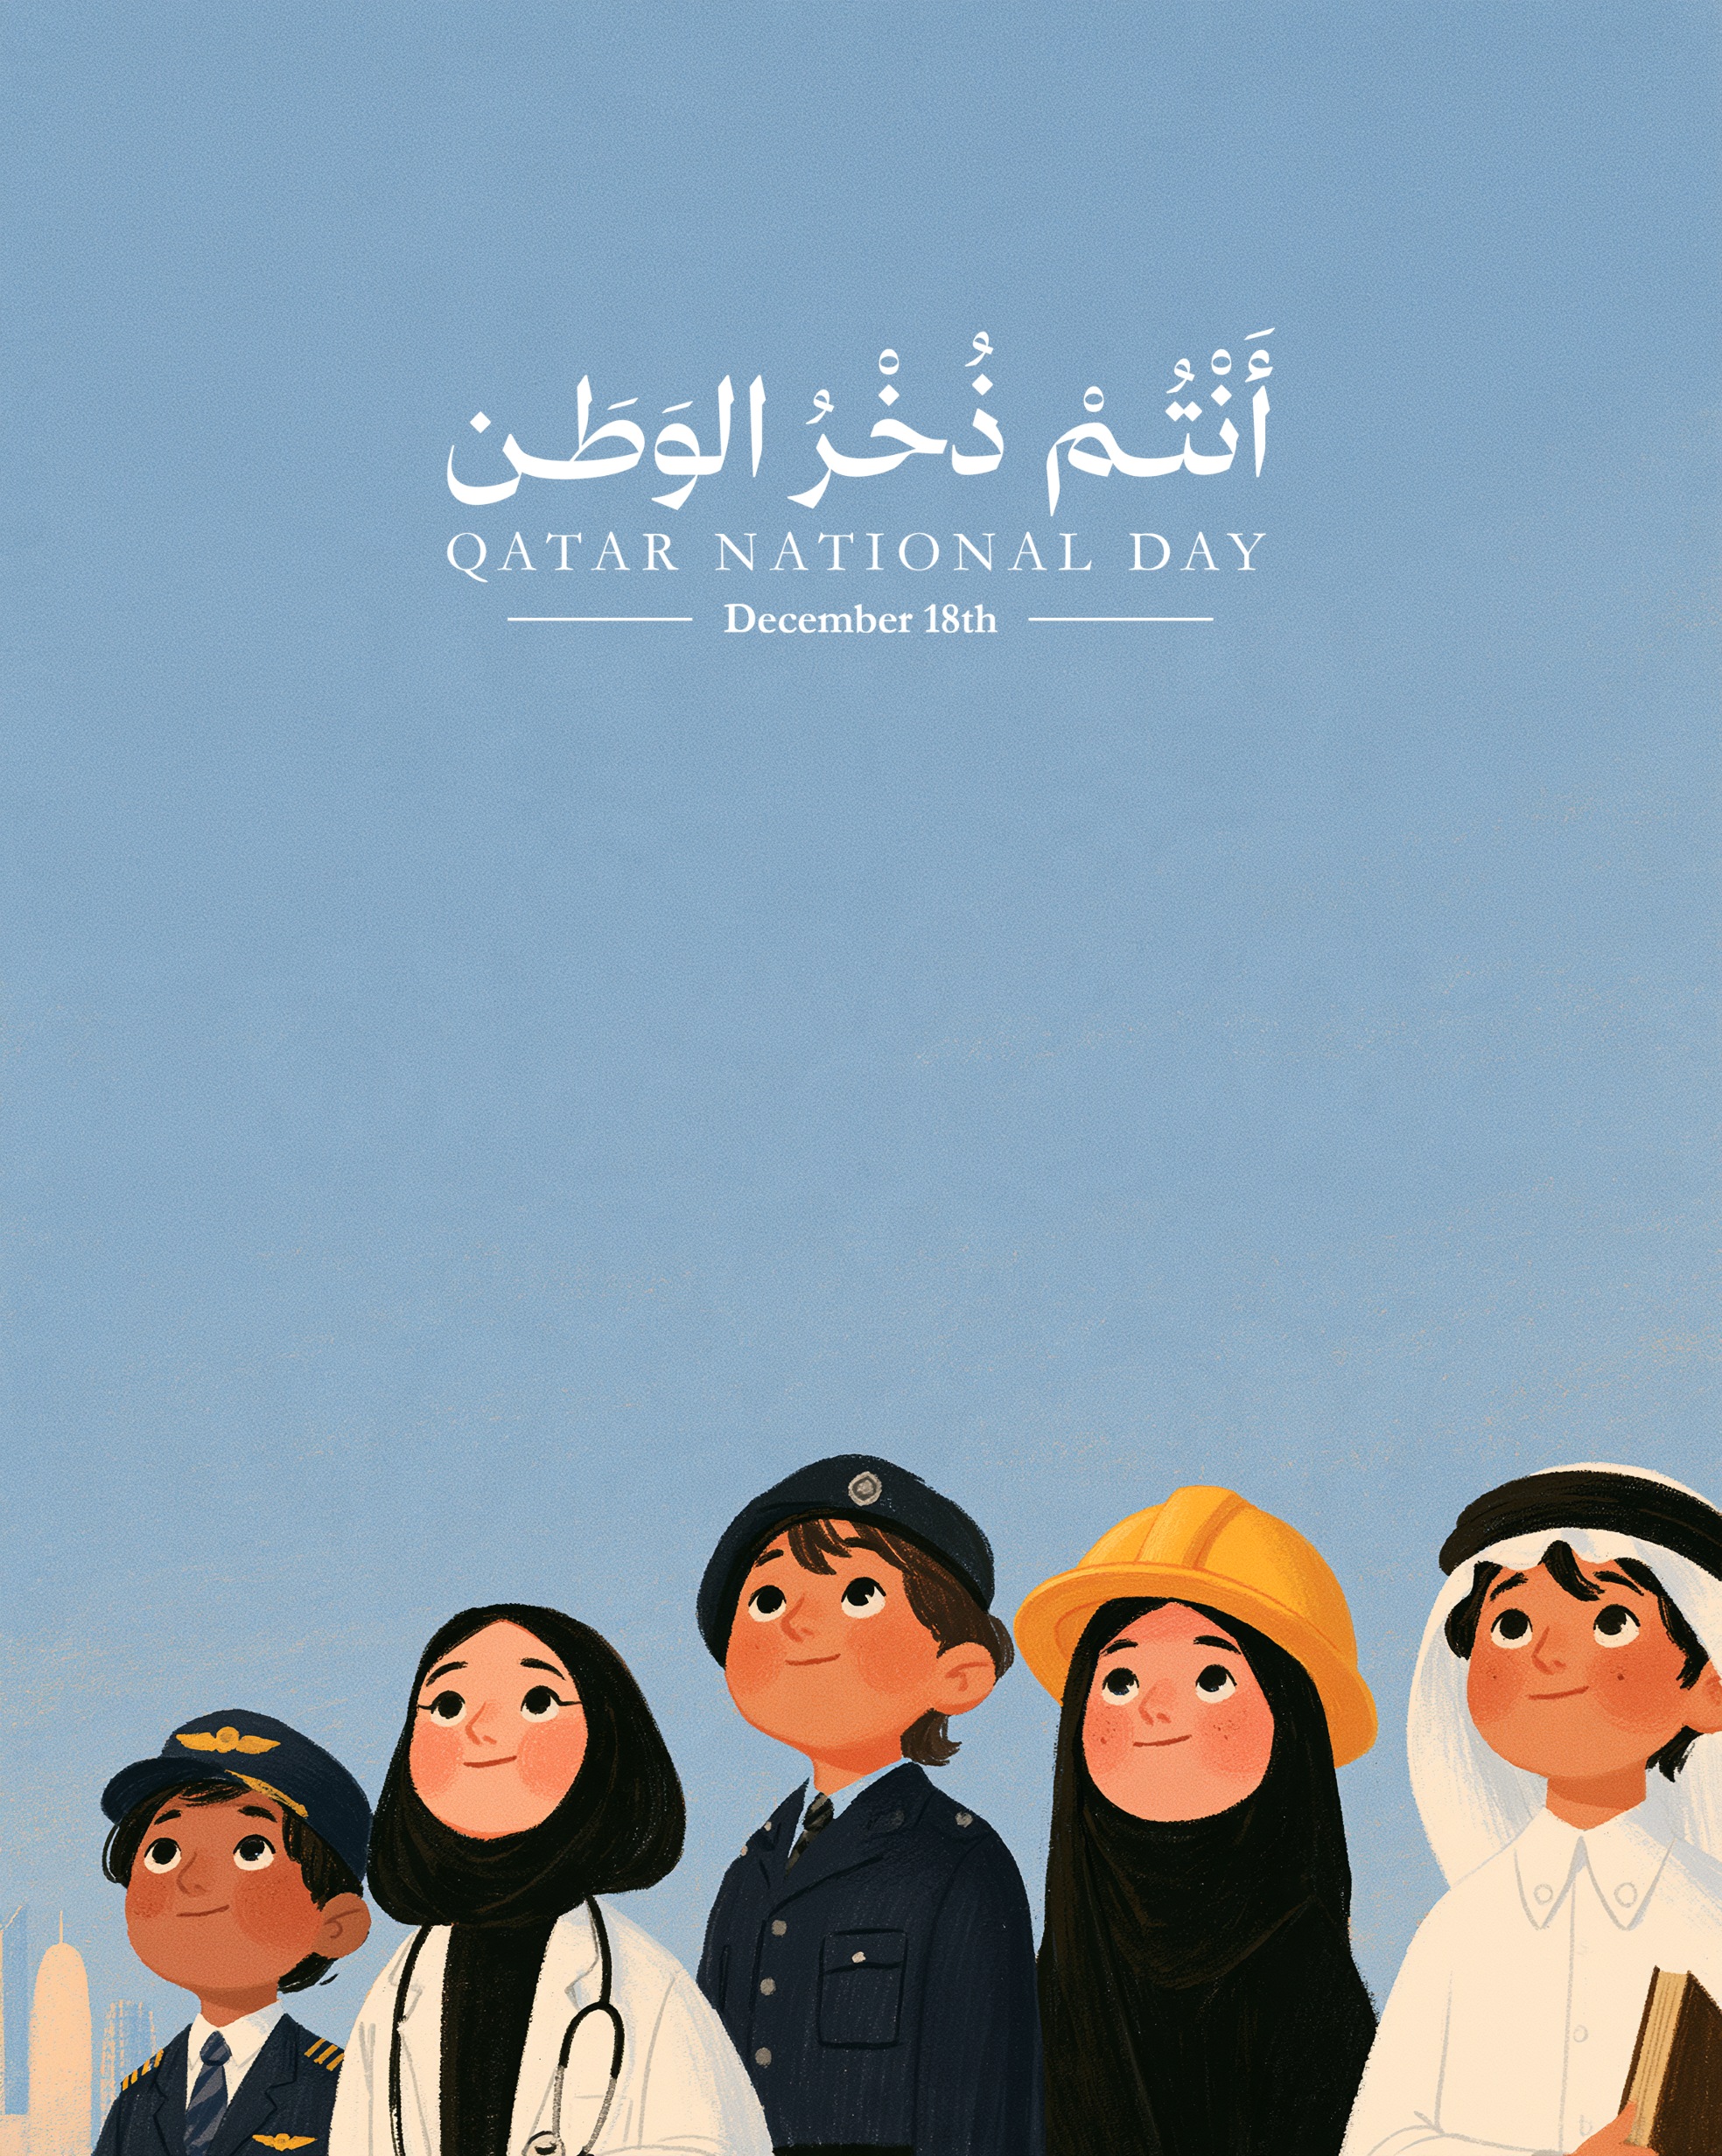 أَنْتُمْ ذُخْرُ الوَطَن
QATAR NATIONAL DAY
December 18th